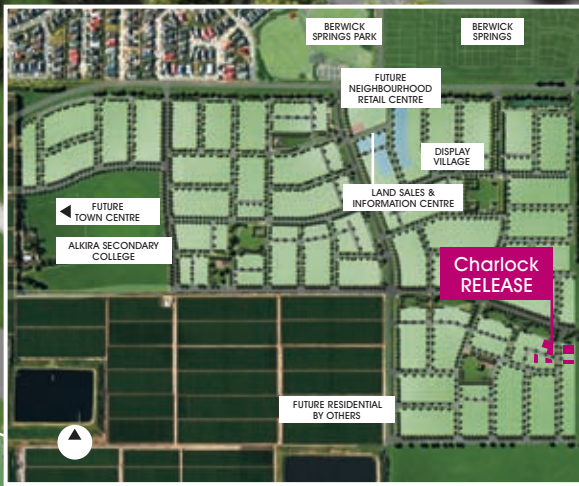 BERWICK
SPRINGS PARK
BERWICK
SPRINGS
FUTURE
NEIGHBOURHOOD
RETAIL CENTRE
DISPLAY
VILLAGE
LAND SALES &
INFORMATION CENTRE
FUTURE
TOWN CENTRE
ALKIRA SECONDARY
COLLEGE
Charlock
RELEASE
FUTURE RESIDENTIAL
BY OTHERS